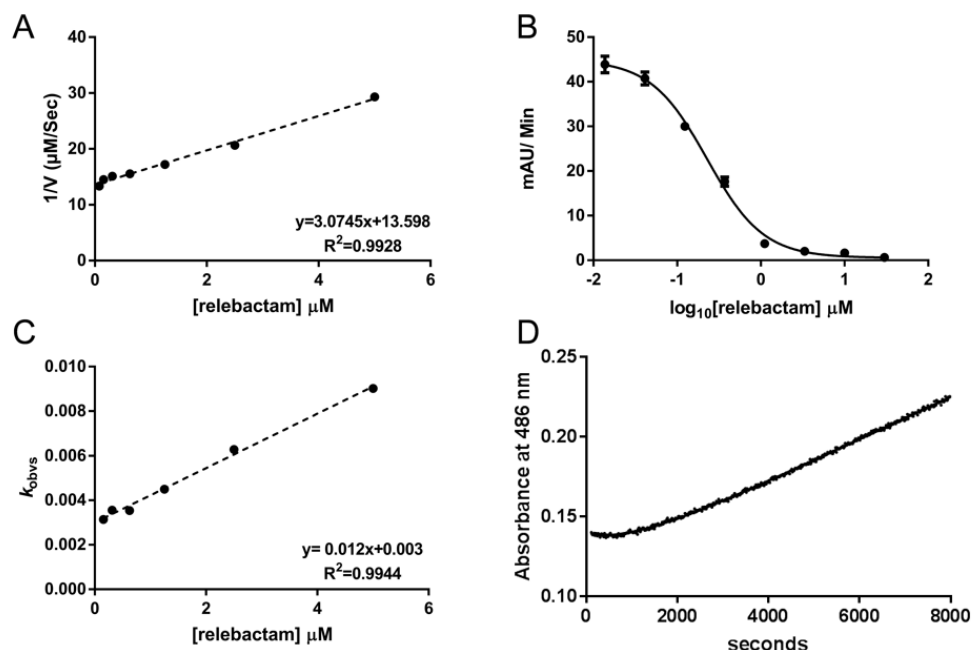 A
40
30
20
10
0
1/V (µM/Sec)
y=3.0745x+13.598
R²=0.9928
0 2 4 6
[relebactam] µM
B
50
40
30
20
10
0
mAU/ Min
-2 -1 0 1 2
log₁₀[relebactam] µM
C
0.010
0.008
0.006
0.004
0.002
0.000
kobvs
y= 0.012x+0.003
R²=0.9944
0 2 4 6
[relebactam] µM
D
0.25
0.20
0.15
0.10
Absorbance at 486 nm
0 2000 4000 6000 8000
seconds